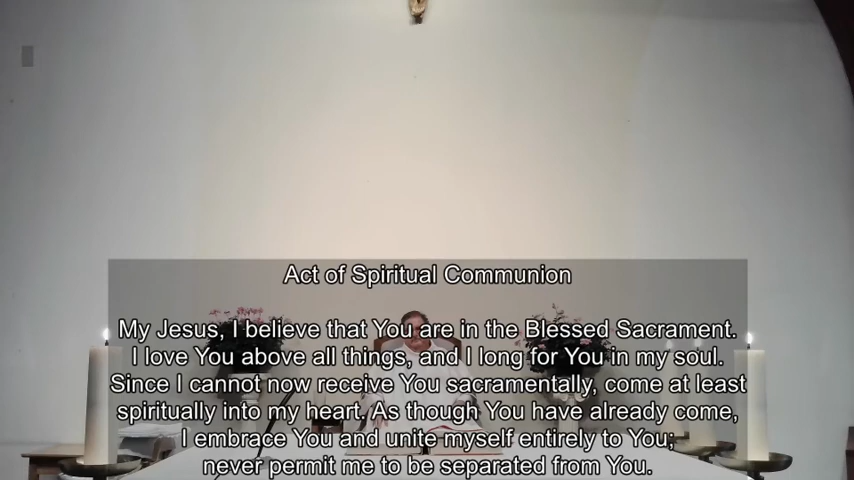 Act of Spiritual Communion
My Jesus, I believe that You are in the Blessed Sacrament.
I love You above all things, and I long for You in my soul.
Since I cannot now receive You sacramentally, come at least
spiritually into my heart. As though You have already come,
I embrace You and unite myself entirely to You;
never permit me to be separated from You.